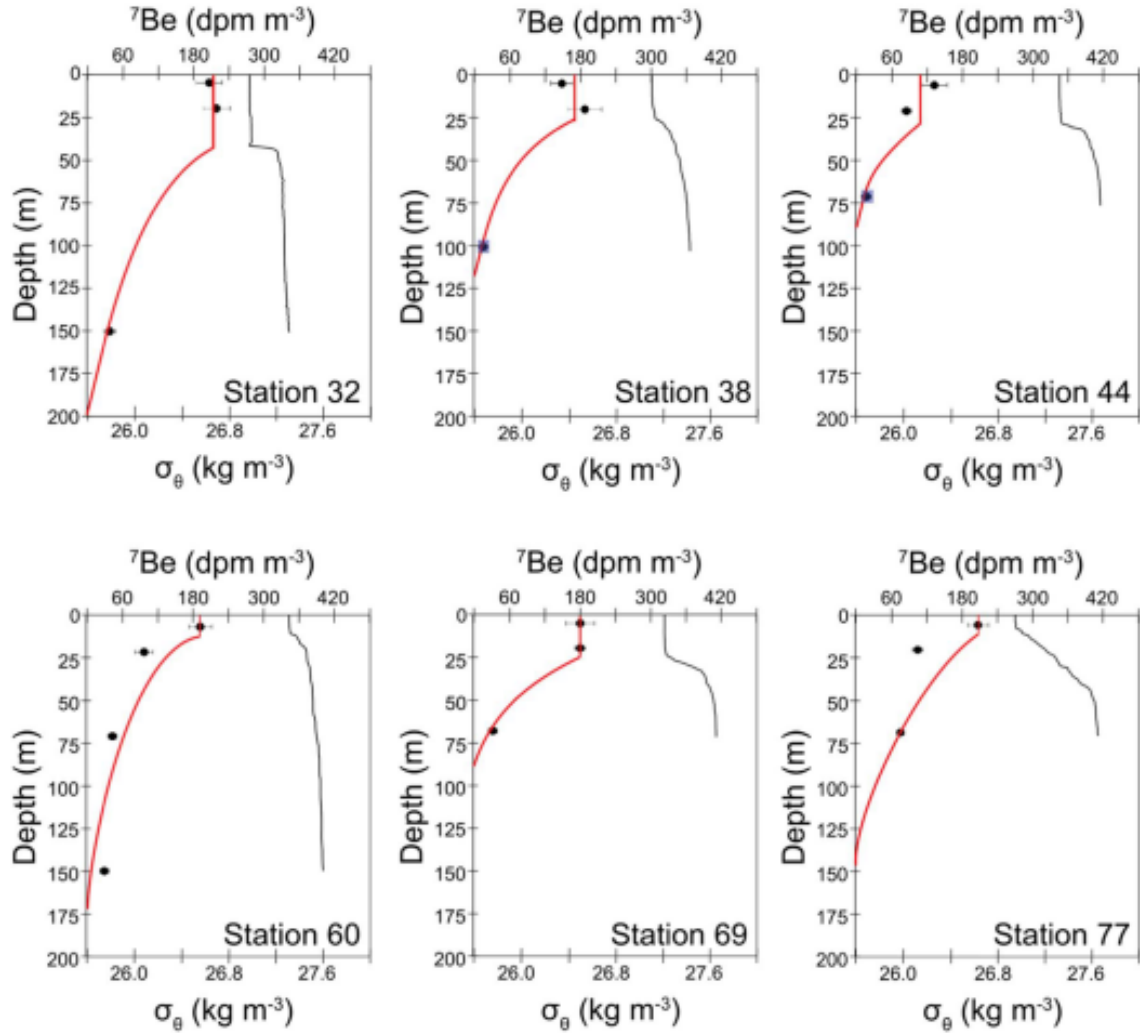 ⁷Be (dpm m⁻³) ⁷Be (dpm m⁻³) ⁷Be (dpm m⁻³)
60 180 300 420 60 180 300 420 60 180 300 420
0 0 0
25 25 25
50 50 50
75 75 75
100 100 100
125 125 125
150 150 150
175 175 175
200 200 200
Depth (m) Depth (m) Depth (m)
Station 32 Station 38 Station 44
26.0 26.8 27.6 26.0 26.8 27.6 26.0 26.8 27.6
σθ (kg m⁻³) σθ (kg m⁻³) σθ (kg m⁻³)
⁷Be (dpm m⁻³) ⁷Be (dpm m⁻³) ⁷Be (dpm m⁻³)
60 180 300 420 60 180 300 420 60 180 300 420
0 0 0
25 25 25
50 50 50
75 75 75
100 100 100
125 125 125
150 150 150
175 175 175
200 200 200
Depth (m) Depth (m) Depth (m)
Station 60 Station 69 Station 77
26.0 26.8 27.6 26.0 26.8 27.6 26.0 26.8 27.6
σθ (kg m⁻³) σθ (kg m⁻³) σθ (kg m⁻³)